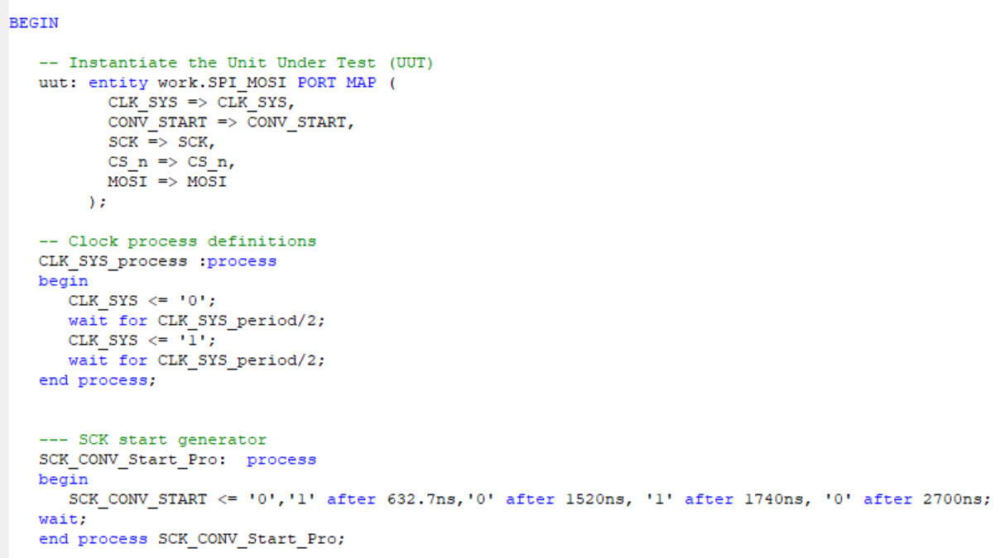 BEGIN
-- Instantiate the Unit Under Test (UUT)
uut: entity work.SPI_MOSI PORT MAP (
CLK_SYS => CLK_SYS,
CONV_START => CONV_START,
SCK => SCK,
CS_n => CS_n,
MOSI => MOSI
);
-- Clock process definitions
CLK_SYS_process :process
begin
CLK_SYS <= '0';
wait for CLK_SYS_period/2;
CLK_SYS <= '1';
wait for CLK_SYS_period/2;
end process;
--- SCK start generator
SCK_CONV_Start_Pro:  process
begin
SCK_CONV_START <= '0','1' after 632.7ns,'0' after 1520ns, '1' after 1740ns, '0' after 2700ns;
wait;
end process SCK_CONV_Start_Pro;